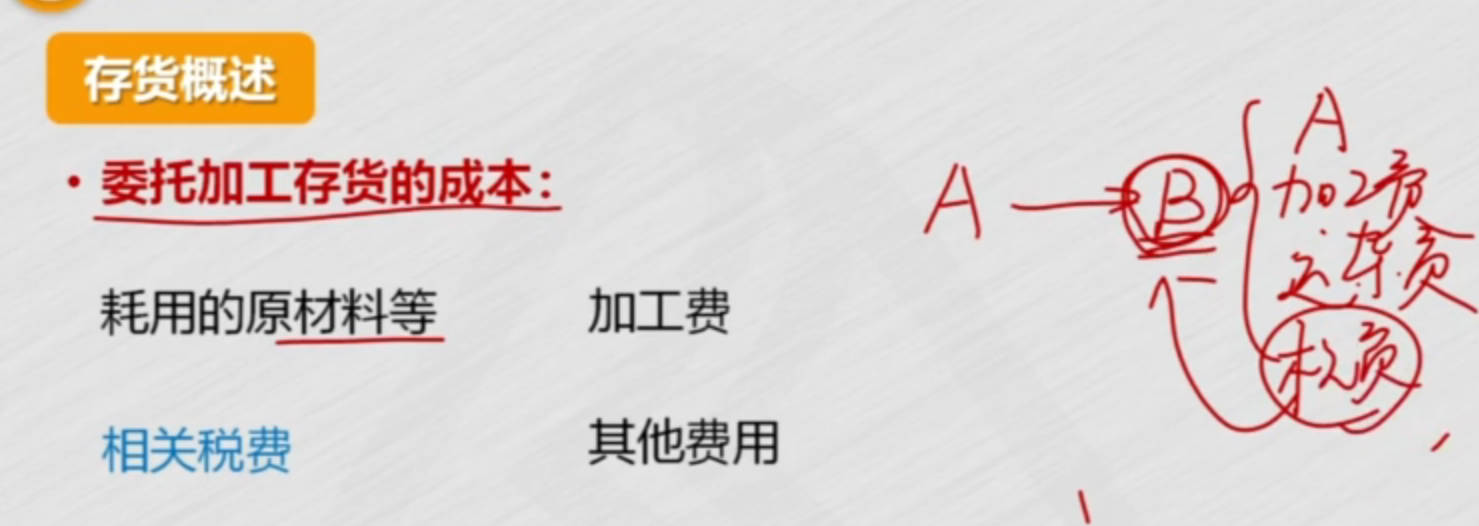 存货概述
• 委托加工存货的成本：
耗用的原材料等 加工费
相关税费 其他费用
A → B { A
加工费
运杂费
税费